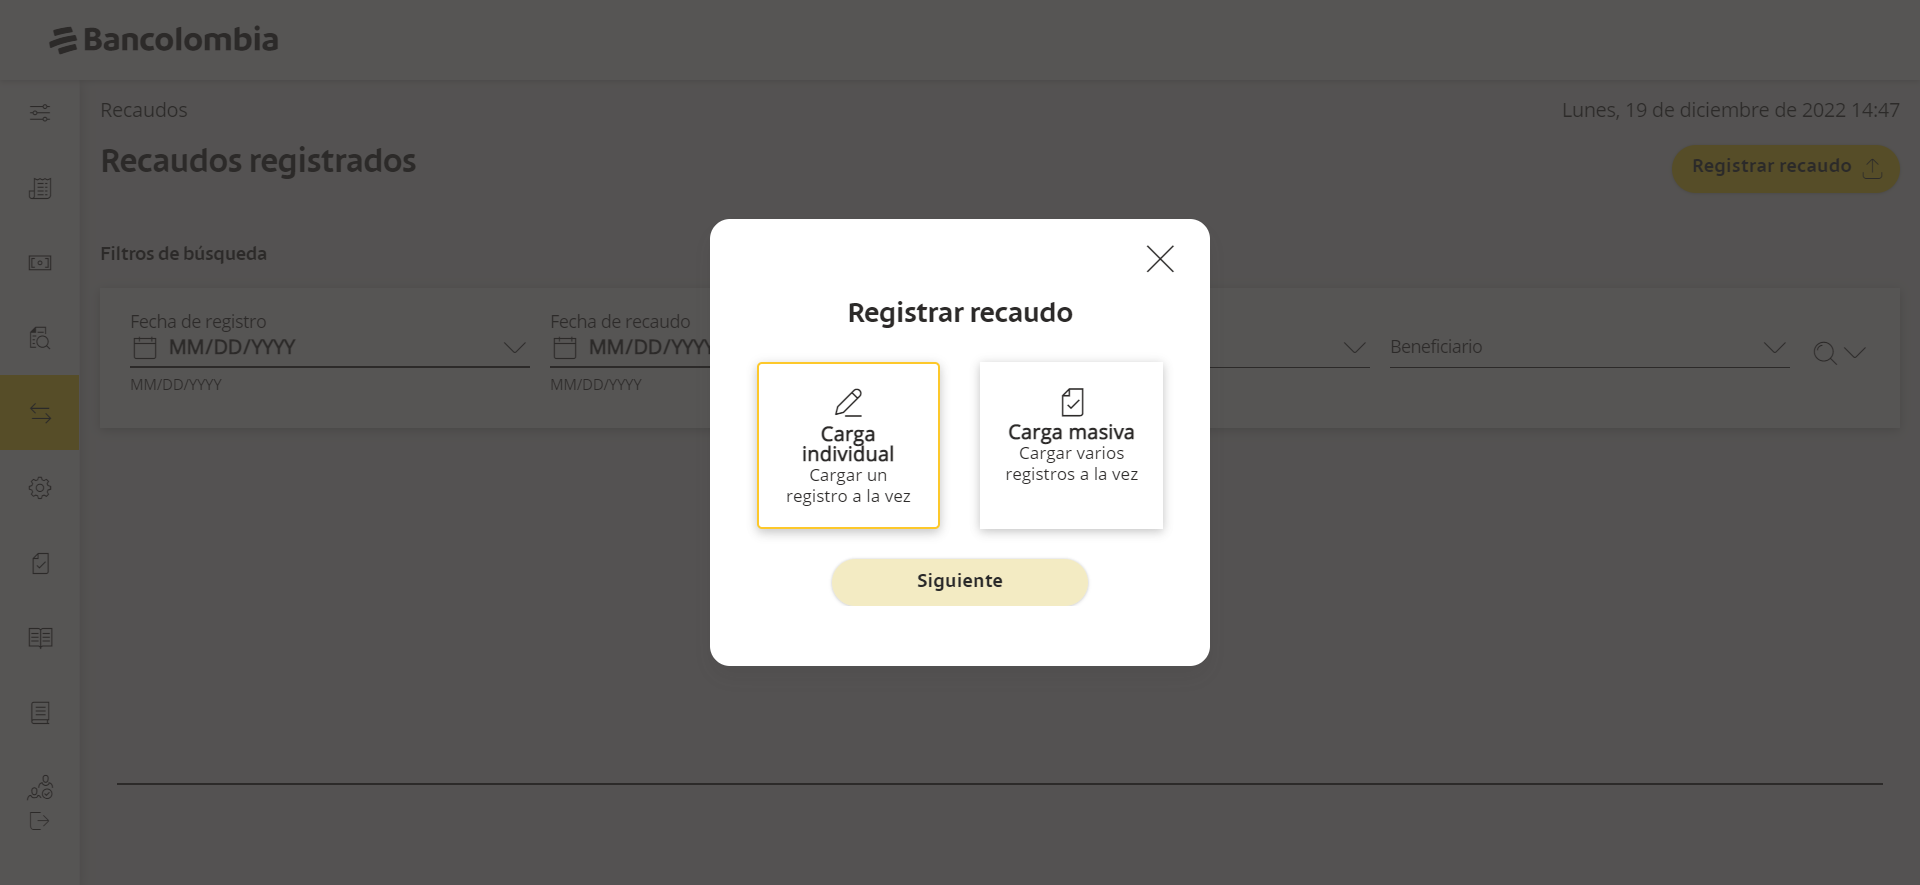 Bancolombia
Recaudos
Lunes, 19 de diciembre de 2022 14:47
Recaudos registrados
Registrar recaudo
Filtros de búsqueda
Fecha de registro
MM/DD/YYYY
MM/DD/YYYY
Fecha de recaudo
MM/DD/YYYY
MM/DD/YYYY
Beneficiario
Registrar recaudo
Carga
individual
Cargar un
registro a la vez
Carga masiva
Cargar varios
registros a la vez
Siguiente